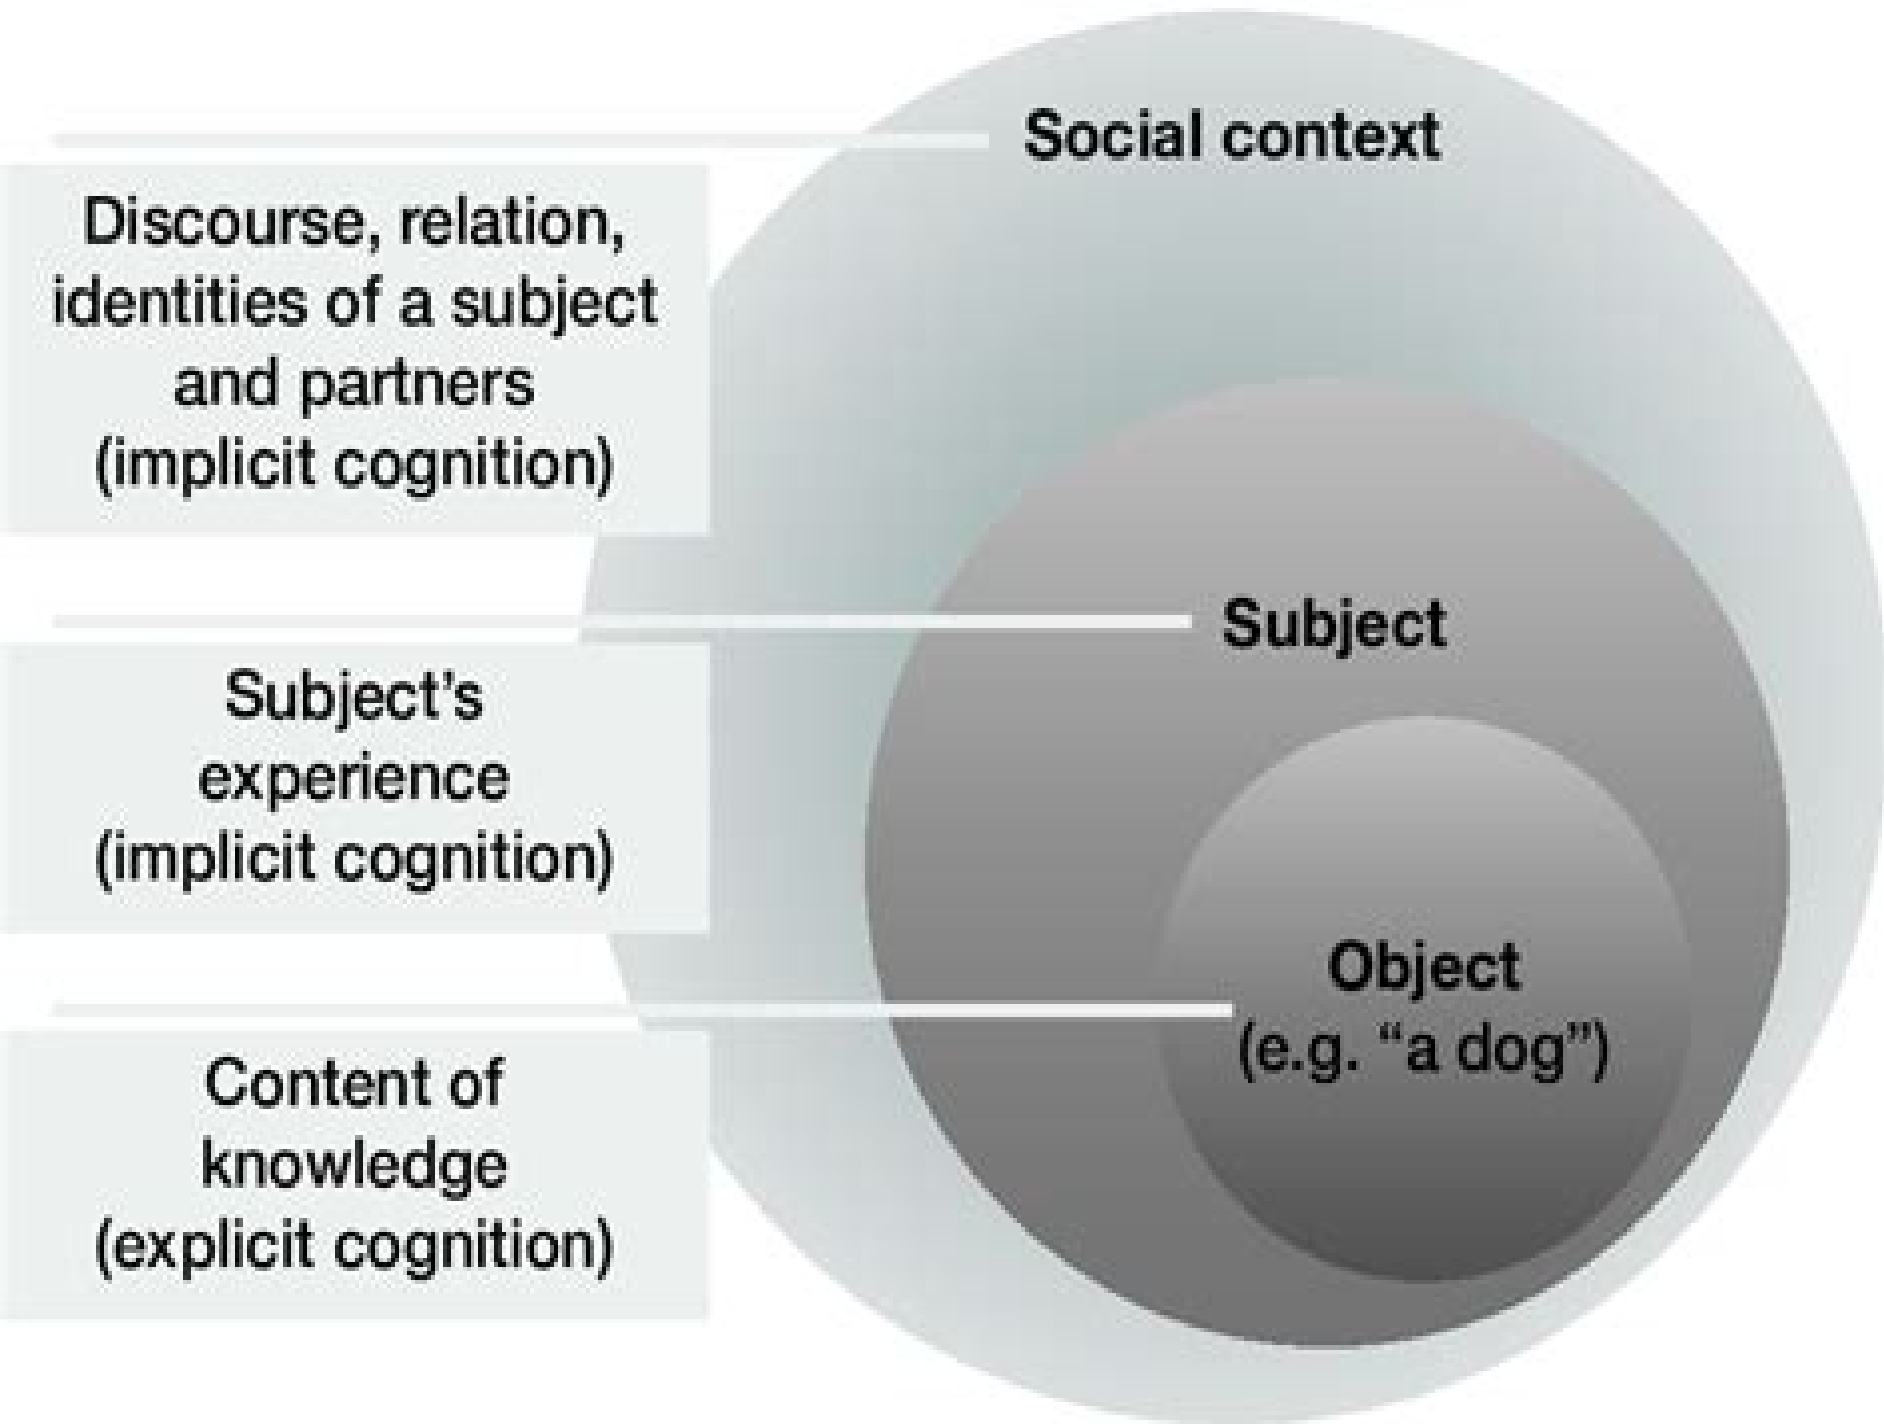 Social context
Discourse, relation,
identities of a subject
and partners
(implicit cognition)
Subject
Subject’s
experience
(implicit cognition)
Object
(e.g. “a dog”)
Content of
knowledge
(explicit cognition)